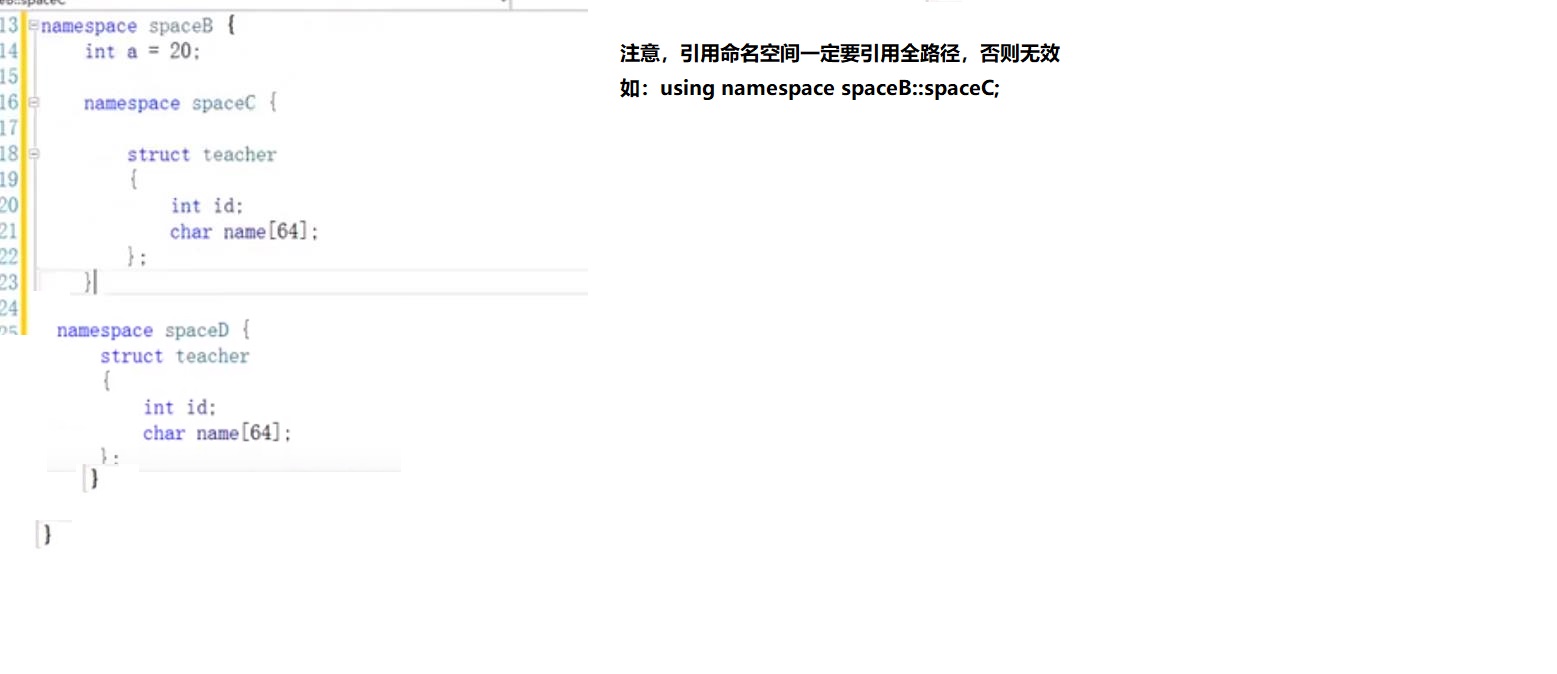 13 namespace spaceB {
14 int a = 20;
15
16 namespace spaceC {
17
18 struct teacher
19 {
20 int id;
21 char name[64];
22 };
23 }
24
25
namespace spaceD {
struct teacher
{
int id;
char name[64];
};
}
}
注意，引用命名空间一定要引用全路径，否则无效
如：using namespace spaceB::spaceC;